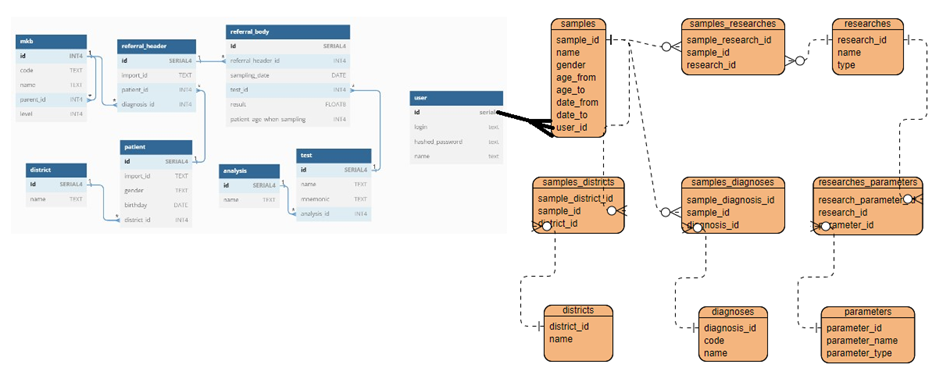 mkb
id INT4
code TEXT
name TEXT
parent_id INT4
level INT4
referral_header
id SERIAL4
import_id TEXT
patient_id INT4
diagnosis_id INT4
referral_body
id SERIAL4
referral_header_id INT4
sampling_date DATE
test_id INT4
result FLOAT8
patient_age_when_sampling INT4
user
id serial
login text
hashed_password text
name text
district
id SERIAL4
name TEXT
patient
id SERIAL4
import_id TEXT
gender TEXT
birthday DATE
district_id INT4
analysis
id SERIAL4
name TEXT
test
id SERIAL4
name TEXT
mnemonic TEXT
analysis_id INT4
samples
sample_id
name
gender
age_from
age_to
date_from
date_to
user_id
samples_researches
sample_research_id
sample_id
research_id
researches
research_id
name
type
samples_districts
sample_district_id
sample_id
district_id
samples_diagnoses
sample_diagnosis_id
sample_id
diagnosis_id
researches_parameters
research_parameter_id
research_id
parameter_id
districts
district_id
name
diagnoses
diagnosis_id
code
name
parameters
parameter_id
parameter_name
parameter_type